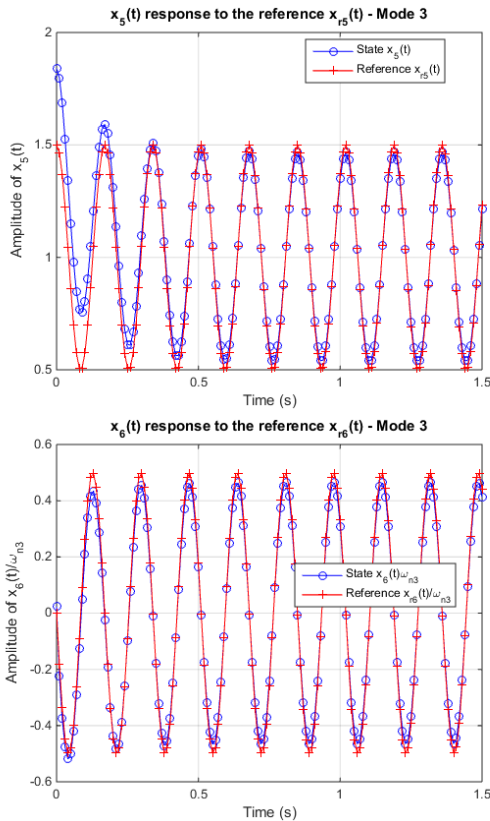 x5(t) response to the reference xr5(t) - Mode 3
2
1.5
1
0.5
Amplitude of x5(t)
State x5(t)
Reference xr5(t)
0
0.5
1
1.5
Time (s)
x6(t) response to the reference xr6(t) - Mode 3
0.6
0.4
0.2
0
-0.2
-0.4
-0.6
Amplitude of x6(t)/ωn3
State x6(t)ωn3
Reference xr6(t)/ωn3
0
0.5
1
1.5
Time (s)